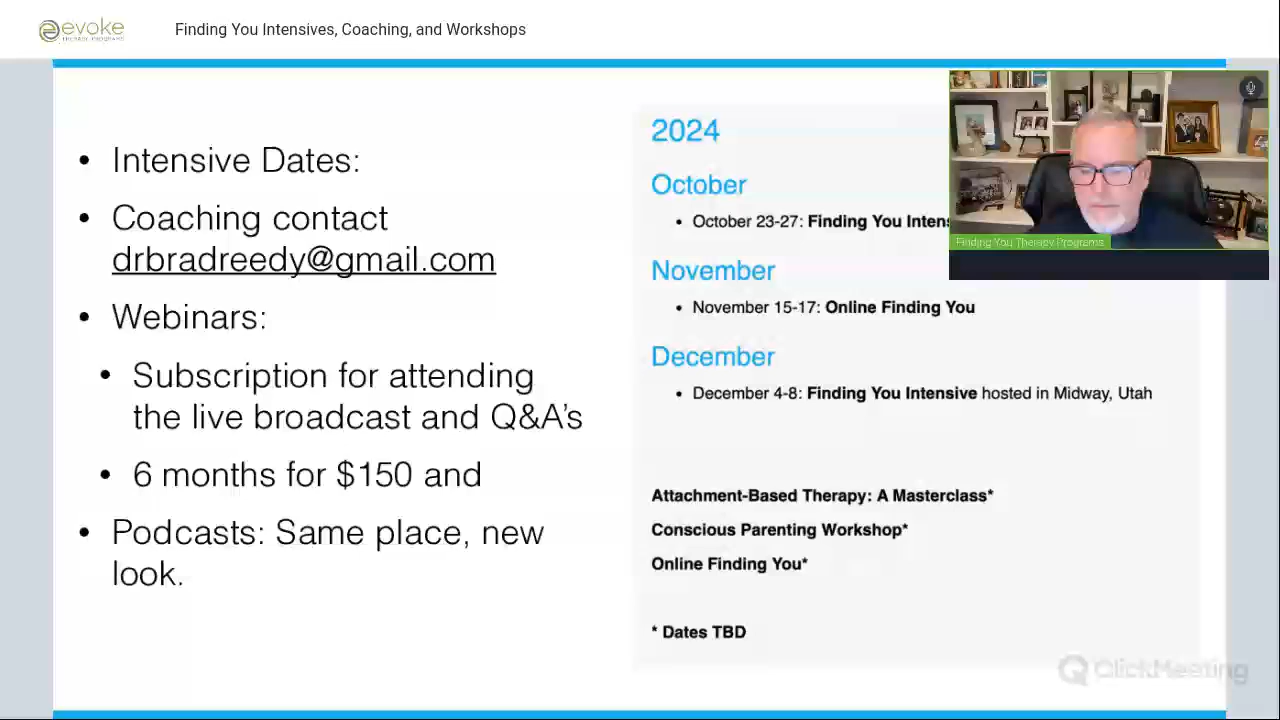 evoke
THERAPY PROGRAMS
Finding You Intensives, Coaching, and Workshops
• Intensive Dates:
• Coaching contact
drbradreedy@gmail.com
• Webinars:
• Subscription for attending
the live broadcast and Q&A’s
• 6 months for $150 and
• Podcasts: Same place, new
look.
2024
October
• October 23-27: Finding You Intens
November
• November 15-17: Online Finding You
December
• December 4-8: Finding You Intensive hosted in Midway, Utah
Attachment-Based Therapy: A Masterclass*
Conscious Parenting Workshop*
Online Finding You*
* Dates TBD
Finding You Therapy Programs
ClickMeeting